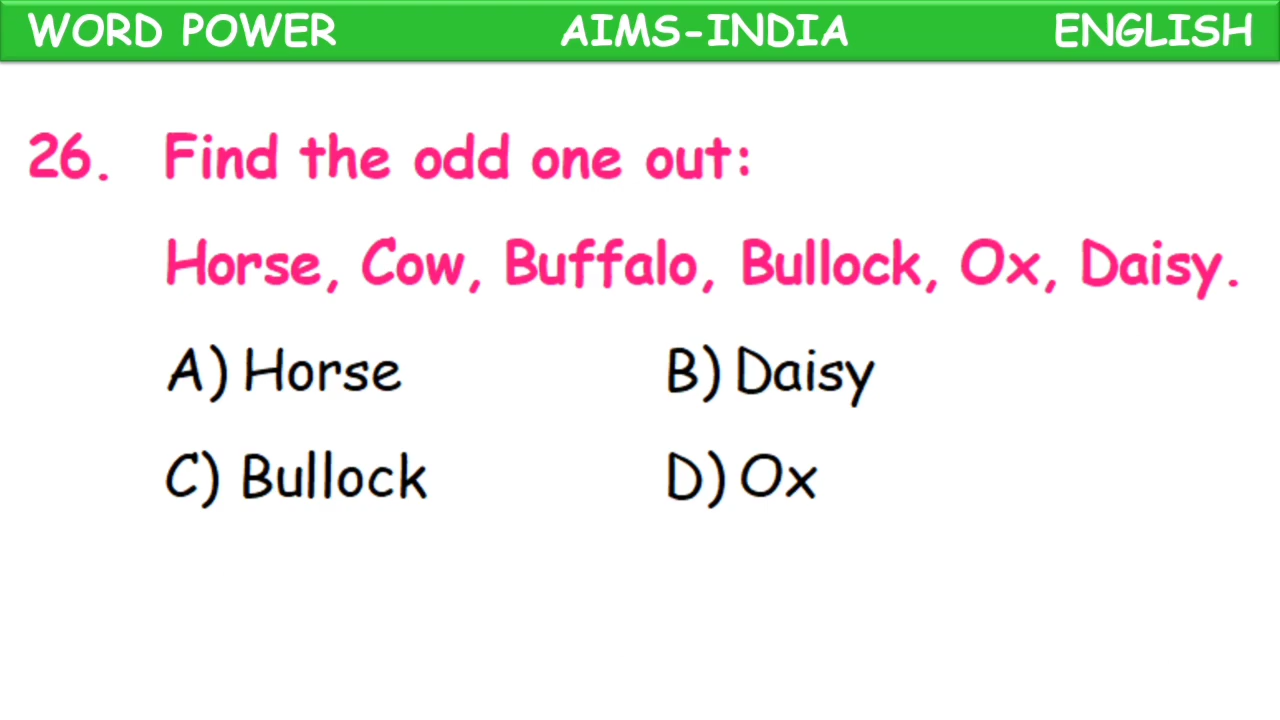 WORD POWER AIMS-INDIA ENGLISH
26. Find the odd one out:
Horse, Cow, Buffalo, Bullock, Ox, Daisy.
A) Horse B) Daisy
C) Bullock D) Ox